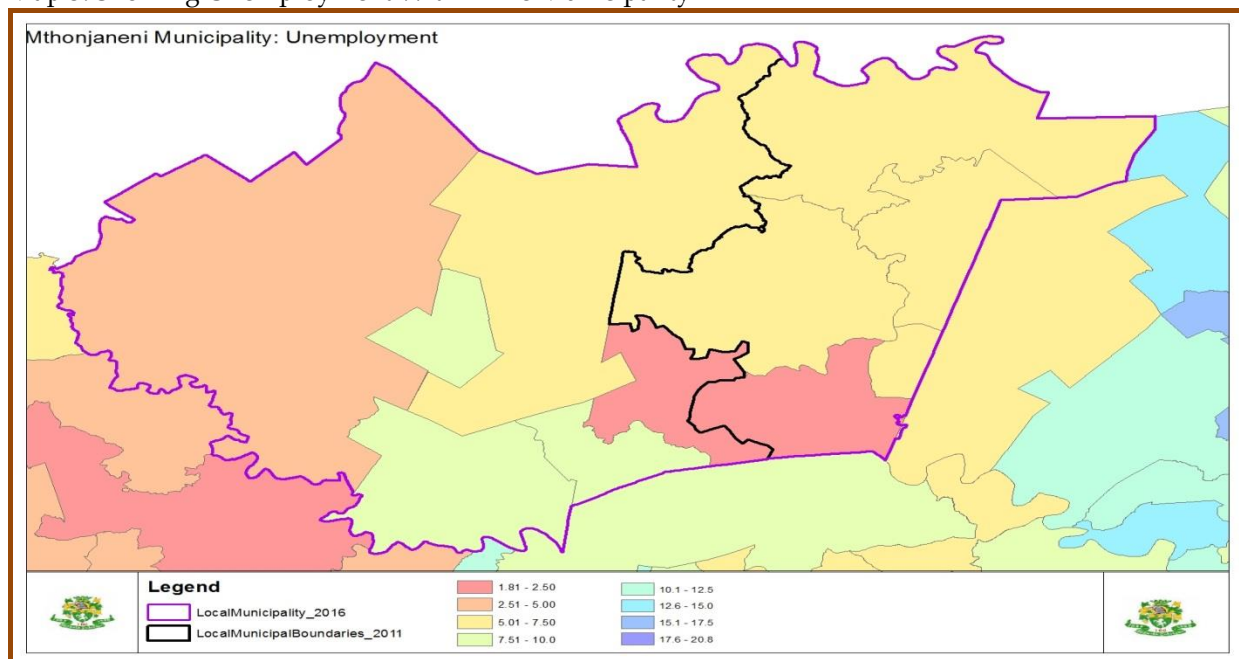 Mthonjaneni Municipality: Unemployment
Legend
LocalMunicipality_2016
LocalMunicipalBoundaries_2011
1.81 - 2.50
2.51 - 5.00
5.01 - 7.50
7.51 - 10.0
10.1 - 12.5
12.6 - 15.0
15.1 - 17.5
17.6 - 20.8